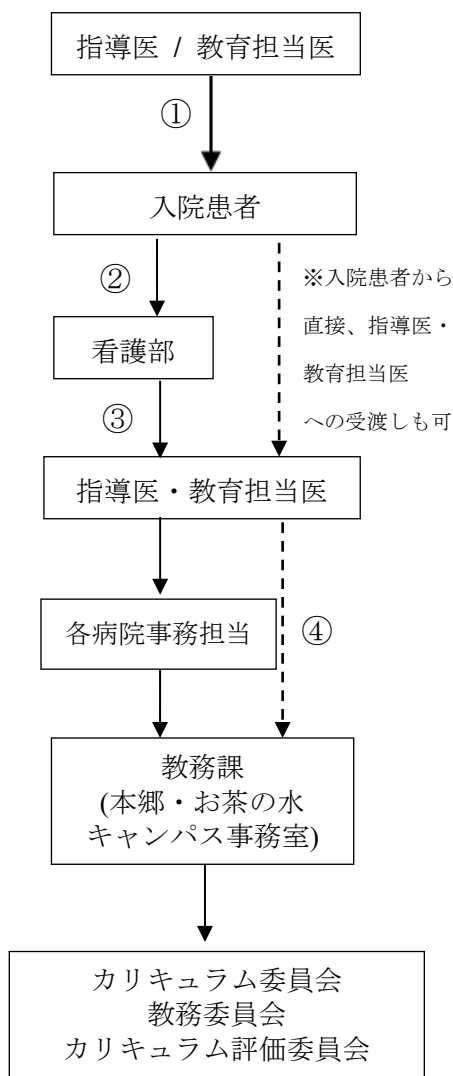 指導医 / 教育担当医
①
入院患者
②
※入院患者から
直接、指導医・
教育担当医
への受渡しも可
看護部
③
指導医・教育担当医
各病院事務担当
④
教務課
(本郷・お茶の水
キャンパス事務室)
カリキュラム委員会
教務委員会
カリキュラム評価委員会